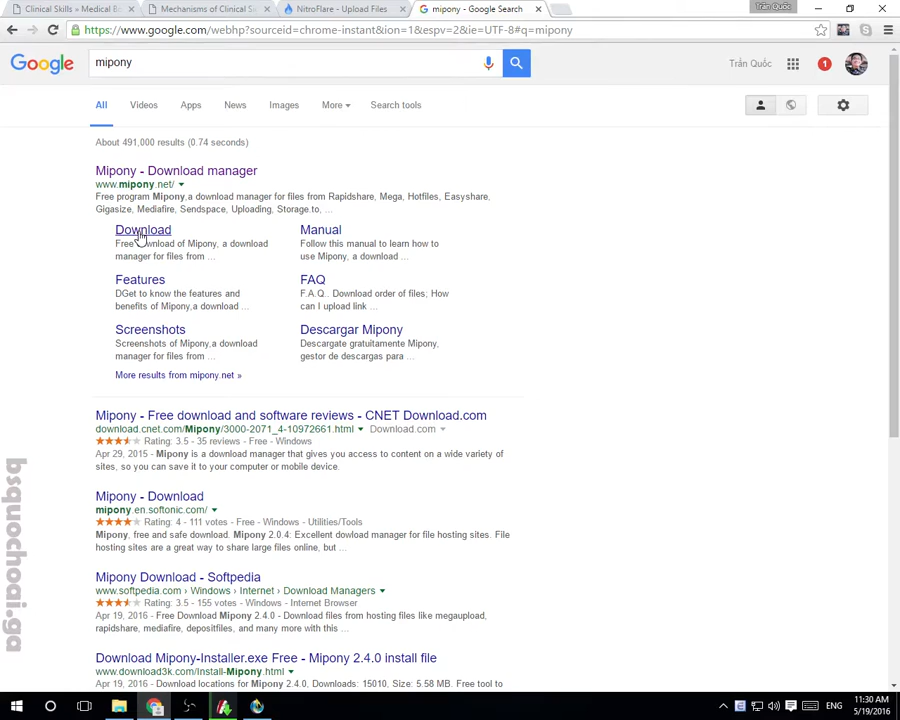 Clinical Skills » Mipony
Mechanisms of Clinical S
NitroFlare - Upload Files
mipony - Google Search
Trần Quốc
https://www.google.com/webhp?sourceid=chrome-instant&ion=1&espv=2&ie=UTF-8#q=mipony
Google
mipony
Trần Quốc
1
All
Videos
Apps
News
Images
More
Search tools
About 491,000 results (0.74 seconds)
Mipony - Download manager
www.mipony.net/
Free program Mipony,a download manager for files from Rapidshare, Mega, Hotfiles, Easyshare,
Gigasize, Mediafire, Sendspace, Uploading, Storage.to, ...
Download
Free download of Mipony, a download
manager for files from ...
Manual
Follow this manual to learn how to
use Mipony, a download ...
Features
DGet to know the features and
benefits of Mipony,a download ...
FAQ
F.A.Q.. Download order of files; How
can I upload link ...
Screenshots
Screenshots of Mipony,a download
manager for files from ...
Descargar Mipony
Descargate gratuitamente Mipony,
gestor de descargas para ...
More results from mipony.net »
Mipony - Free download and software reviews - CNET Download.com
download.cnet.com/Mipony/3000-2071_4-10972661.html
Download.com
Rating: 3.5 - 35 reviews - Free - Windows
Apr 29, 2015 - Mipony is a download manager that gives you access to content on a wide variety of
sites, so you can save it to your computer or mobile device.
Mipony - Download
mipony.en.softonic.com/
Rating: 4 - 111 votes - Free - Windows - Utilities/Tools
Mipony, free and safe download. Mipony 2.0.4: Excellent dowload manager for file hosting sites. File
hosting sites are a great way to share large files online, but ...
Mipony Download - Softpedia
www.softpedia.com › Windows › Internet › Download Managers
Rating: 3.5 - 155 votes - Windows - Internet Browser
Apr 19, 2016 - Free Download Mipony 2.4.0 - Download files from hosting files like megaupload,
rapidshare, mediafire, depositfiles, and many more with this ...
Download Mipony-Installer.exe Free - Mipony 2.4.0 install file
www.download3k.com/Install-Mipony.html
Apr 19, 2016 - Download locations for Mipony 2.4.0, Downloads: 15010, Size: 5.58 MB. Free tool to
bsquochoai.ga
ENG
11:30 AM
5/19/2016